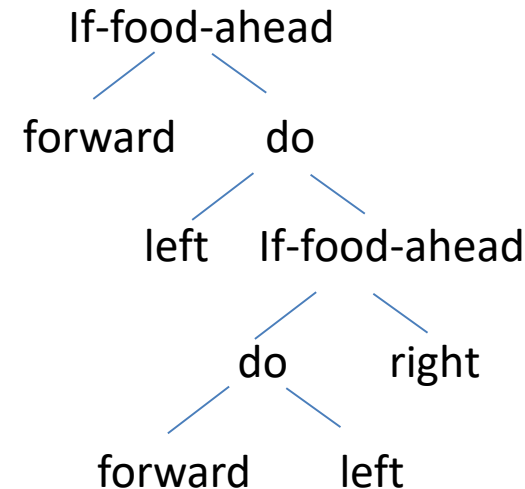 If-food-ahead
forward do
left If-food-ahead
do right
forward left